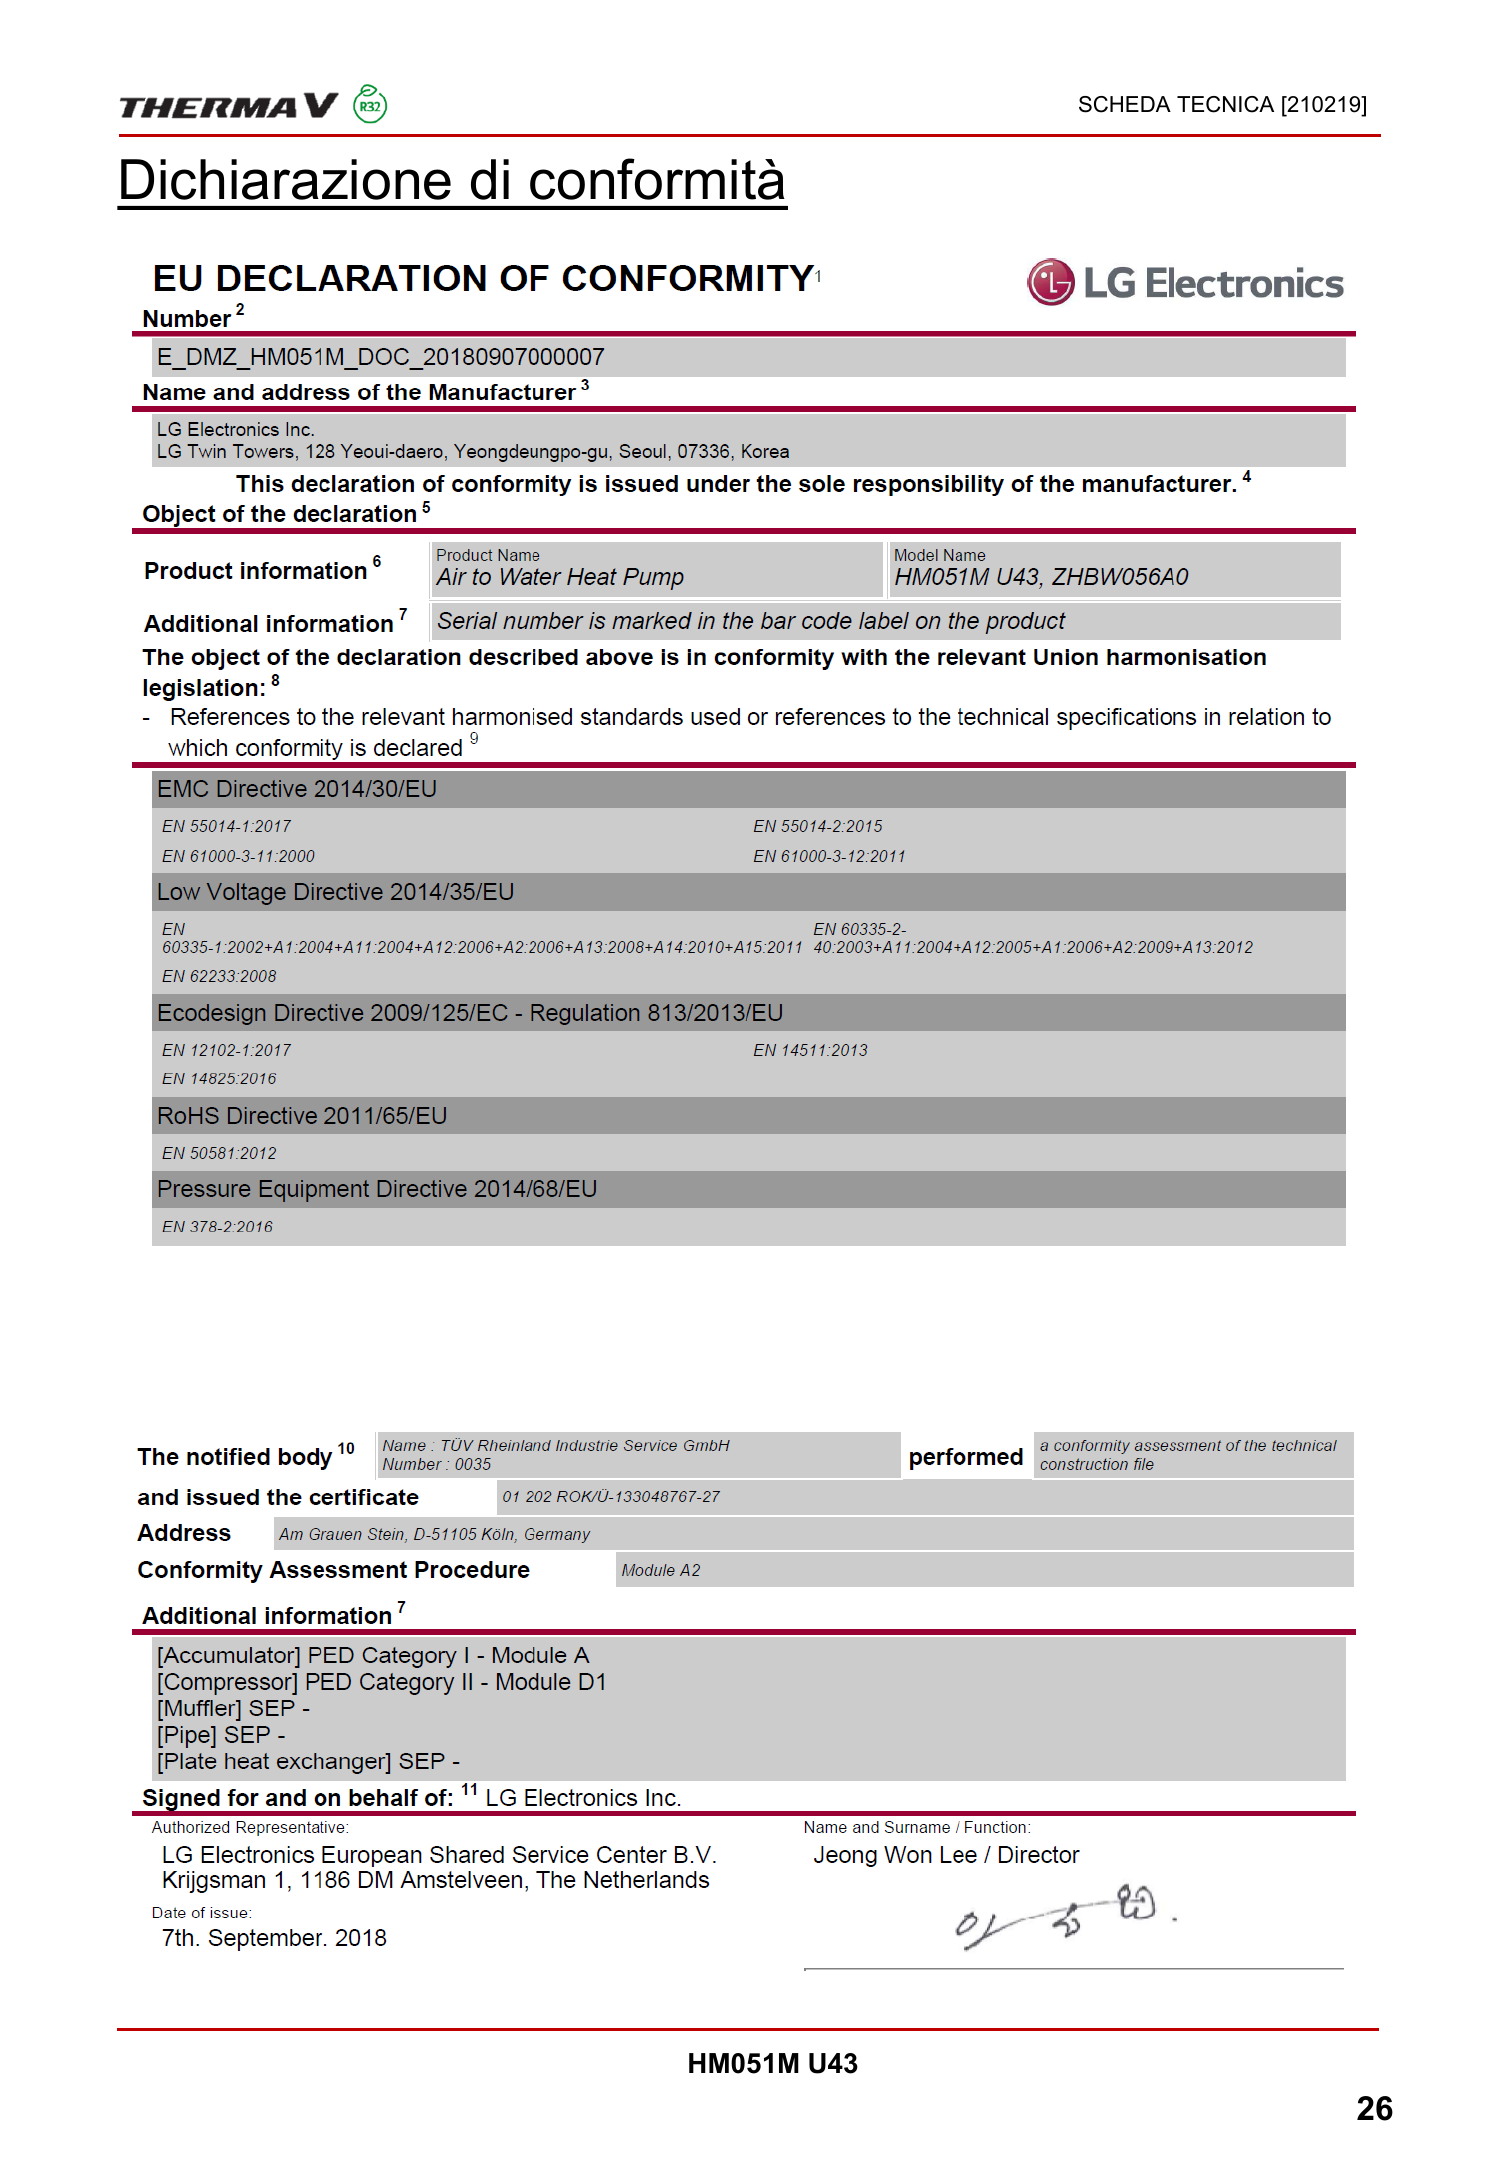 THERMA V R32
SCHEDA TECNICA [210219]
Dichiarazione di conformità
EU DECLARATION OF CONFORMITY1
LG Electronics
Number 2
E_DMZ_HM051M_DOC_20180907000007
Name and address of the Manufacturer 3
LG Electronics Inc.
LG Twin Towers, 128 Yeoui-daero, Yeongdeungpo-gu, Seoul, 07336, Korea
This declaration of conformity is issued under the sole responsibility of the manufacturer. 4
Object of the declaration 5
Product information 6
Product Name
Air to Water Heat Pump
Model Name
HM051M U43, ZHBW056A0
Additional information 7
Serial number is marked in the bar code label on the product
The object of the declaration described above is in conformity with the relevant Union harmonisation
legislation: 8
- References to the relevant harmonised standards used or references to the technical specifications in relation to
which conformity is declared 9
EMC Directive 2014/30/EU
EN 55014-1:2017 EN 55014-2:2015
EN 61000-3-11:2000 EN 61000-3-12:2011
Low Voltage Directive 2014/35/EU
EN EN 60335-2-
60335-1:2002+A1:2004+A11:2004+A12:2006+A2:2006+A13:2008+A14:2010+A15:2011 40:2003+A11:2004+A12:2005+A1:2006+A2:2009+A13:2012
EN 62233:2008
Ecodesign Directive 2009/125/EC - Regulation 813/2013/EU
EN 12102-1:2017 EN 14511:2013
EN 14825:2016
RoHS Directive 2011/65/EU
EN 50581:2012
Pressure Equipment Directive 2014/68/EU
EN 378-2:2016
The notified body 10
Name : TÜV Rheinland Industrie Service GmbH
Number : 0035
performed
a conformity assessment of the technical
construction file
and issued the certificate 01 202 ROK/Ü-133048767-27
Address Am Grauen Stein, D-51105 Köln, Germany
Conformity Assessment Procedure Module A2
Additional information 7
[Accumulator] PED Category I - Module A
[Compressor] PED Category II - Module D1
[Muffler] SEP -
[Pipe] SEP -
[Plate heat exchanger] SEP -
Signed for and on behalf of: 11 LG Electronics Inc.
Authorized Representative:
LG Electronics European Shared Service Center B.V.
Krijgsman 1, 1186 DM Amstelveen, The Netherlands
Date of issue:
7th. September. 2018
Name and Surname / Function:
Jeong Won Lee / Director
HM051M U43
26